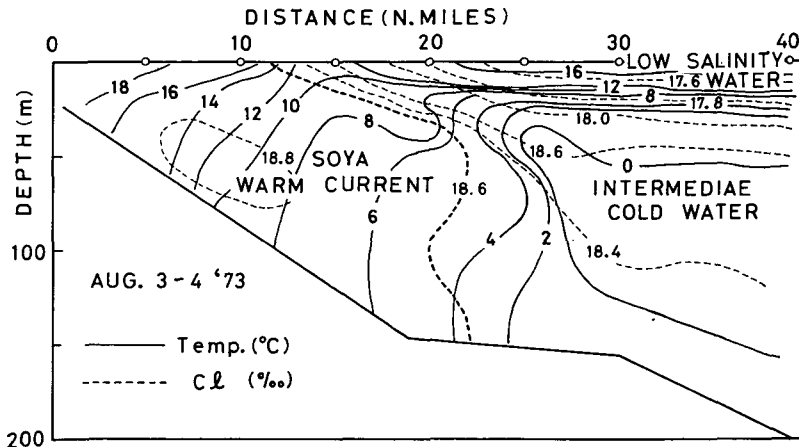 DISTANCE (N.MILES)
0 10 20 30 40
LOW SALINITY
16 17.6 WATER
18 16 14 12 10 12 8
8 17.8
18.0
18.8 SOYA 18.6 0
WARM CURRENT 18.6 INTERMEDIAE
6 COLD WATER
4 2 18.4
DEPTH (m)
100
200
AUG. 3-4 '73
Temp. (°C)
Cl (‰)